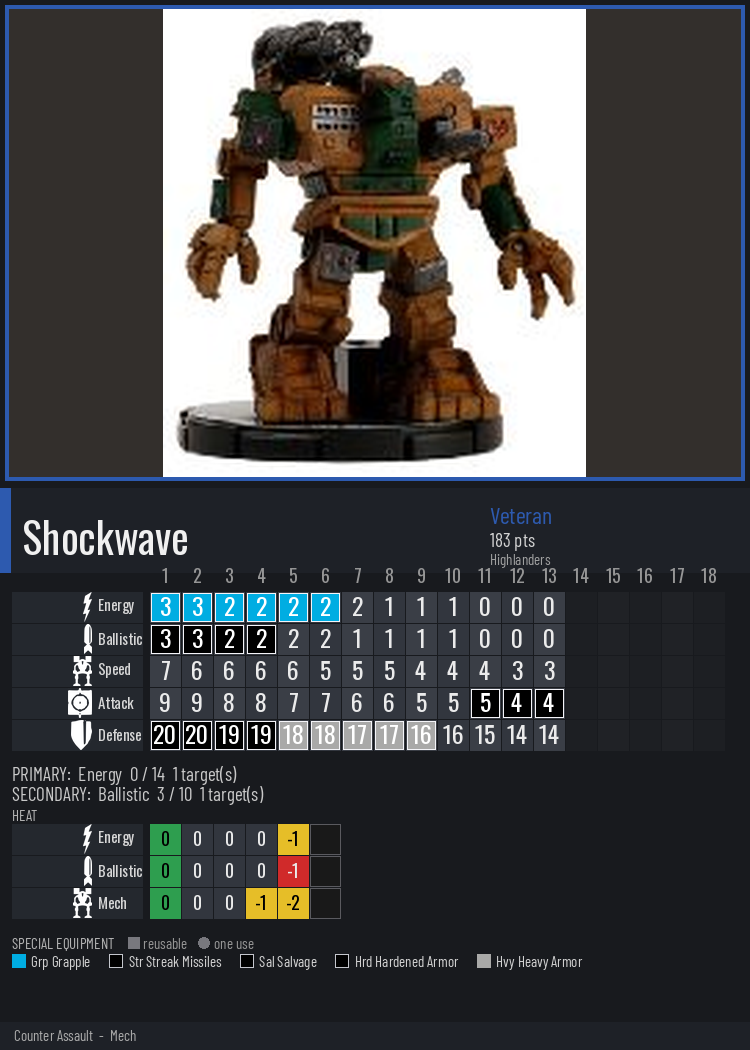 Shockwave
Veteran
183 pts
Highlanders
1 2 3 4 5 6 7 8 9 10 11 12 13 14 15 16 17 18
Energy 3 3 2 2 2 2 2 1 1 1 0 0 0
Ballistic 3 3 2 2 2 2 1 1 1 1 0 0 0
Speed 7 6 6 6 6 5 5 5 4 4 4 3 3
Attack 9 9 8 8 7 7 6 6 5 5 5 4 4
Defense 20 20 19 19 18 18 17 17 16 16 15 14 14
PRIMARY: Energy 0 / 14 1 target(s)
SECONDARY: Ballistic 3 / 10 1 target(s)
HEAT
Energy 0 0 0 0 -1
Ballistic 0 0 0 0 -1
Mech 0 0 0 -1 -2
SPECIAL EQUIPMENT reusable one use
Grp Grapple Str Streak Missiles Sal Salvage Hrd Hardened Armor Hvy Heavy Armor
Counter Assault - Mech